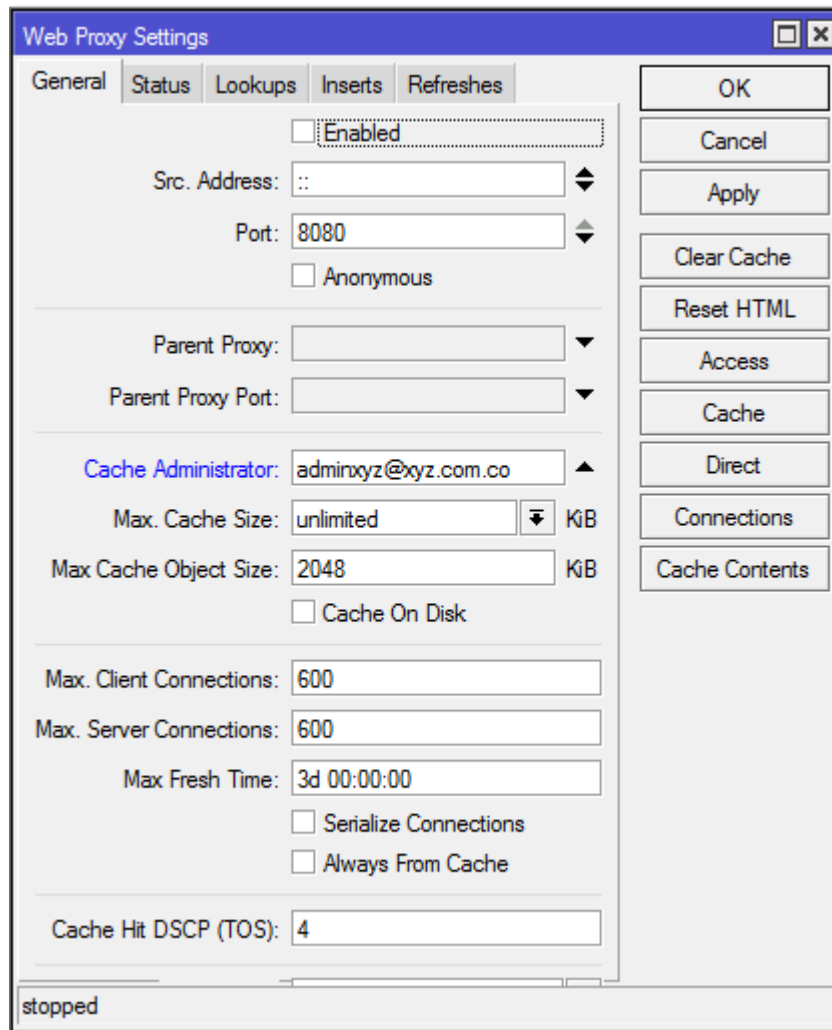 Web Proxy Settings
General Status Lookups Inserts Refreshes
Enabled
Src. Address: ::
Port: 8080
Anonymous
Parent Proxy:
Parent Proxy Port:
Cache Administrator: adminxyz@xyz.com.co
Max. Cache Size: unlimited KiB
Max Cache Object Size: 2048 KiB
Cache On Disk
Max. Client Connections: 600
Max. Server Connections: 600
Max Fresh Time: 3d 00:00:00
Serialize Connections
Always From Cache
Cache Hit DSCP (TOS): 4
OK
Cancel
Apply
Clear Cache
Reset HTML
Access
Cache
Direct
Connections
Cache Contents
stopped